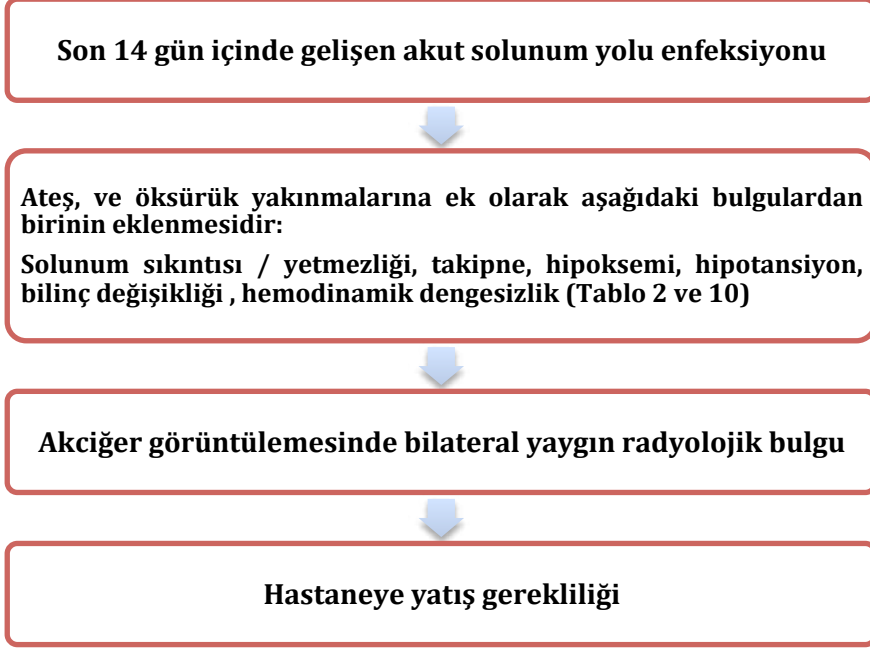 Son 14 gün içinde gelişen akut solunum yolu enfeksiyonu
Ateş, ve öksürük yakınmalarına ek olarak aşağıdaki bulgulardan
birinin eklenmesidir:
Solunum sıkıntısı / yetmezliği, takipne, hipoksemi, hipotansiyon,
bilinç değişikliği , hemodinamik dengesizlik (Tablo 2 ve 10)
Akciğer görüntülemesinde bilateral yaygın radyolojik bulgu
Hastaneye yatış gerekliliği